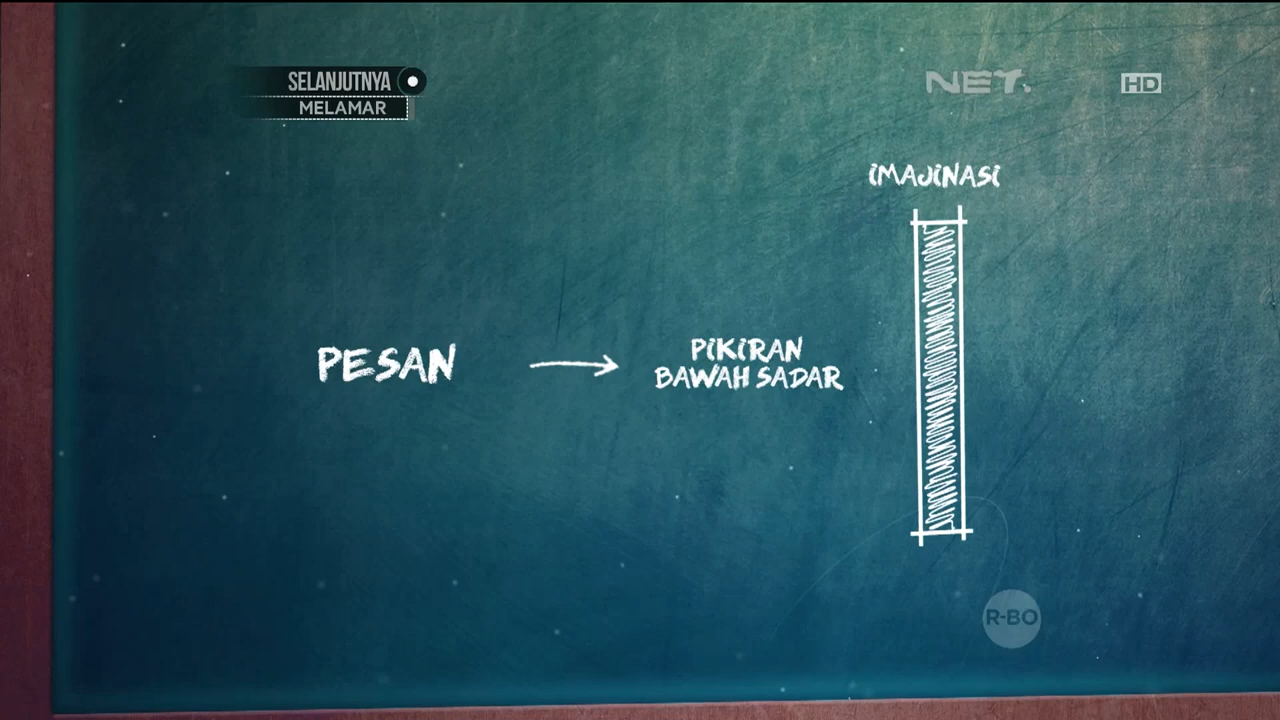 SELANJUTNYA
MELAMAR
NET.
HD
IMAJINASI
PESAN
PIKIRAN
BAWAH SADAR
R-BO